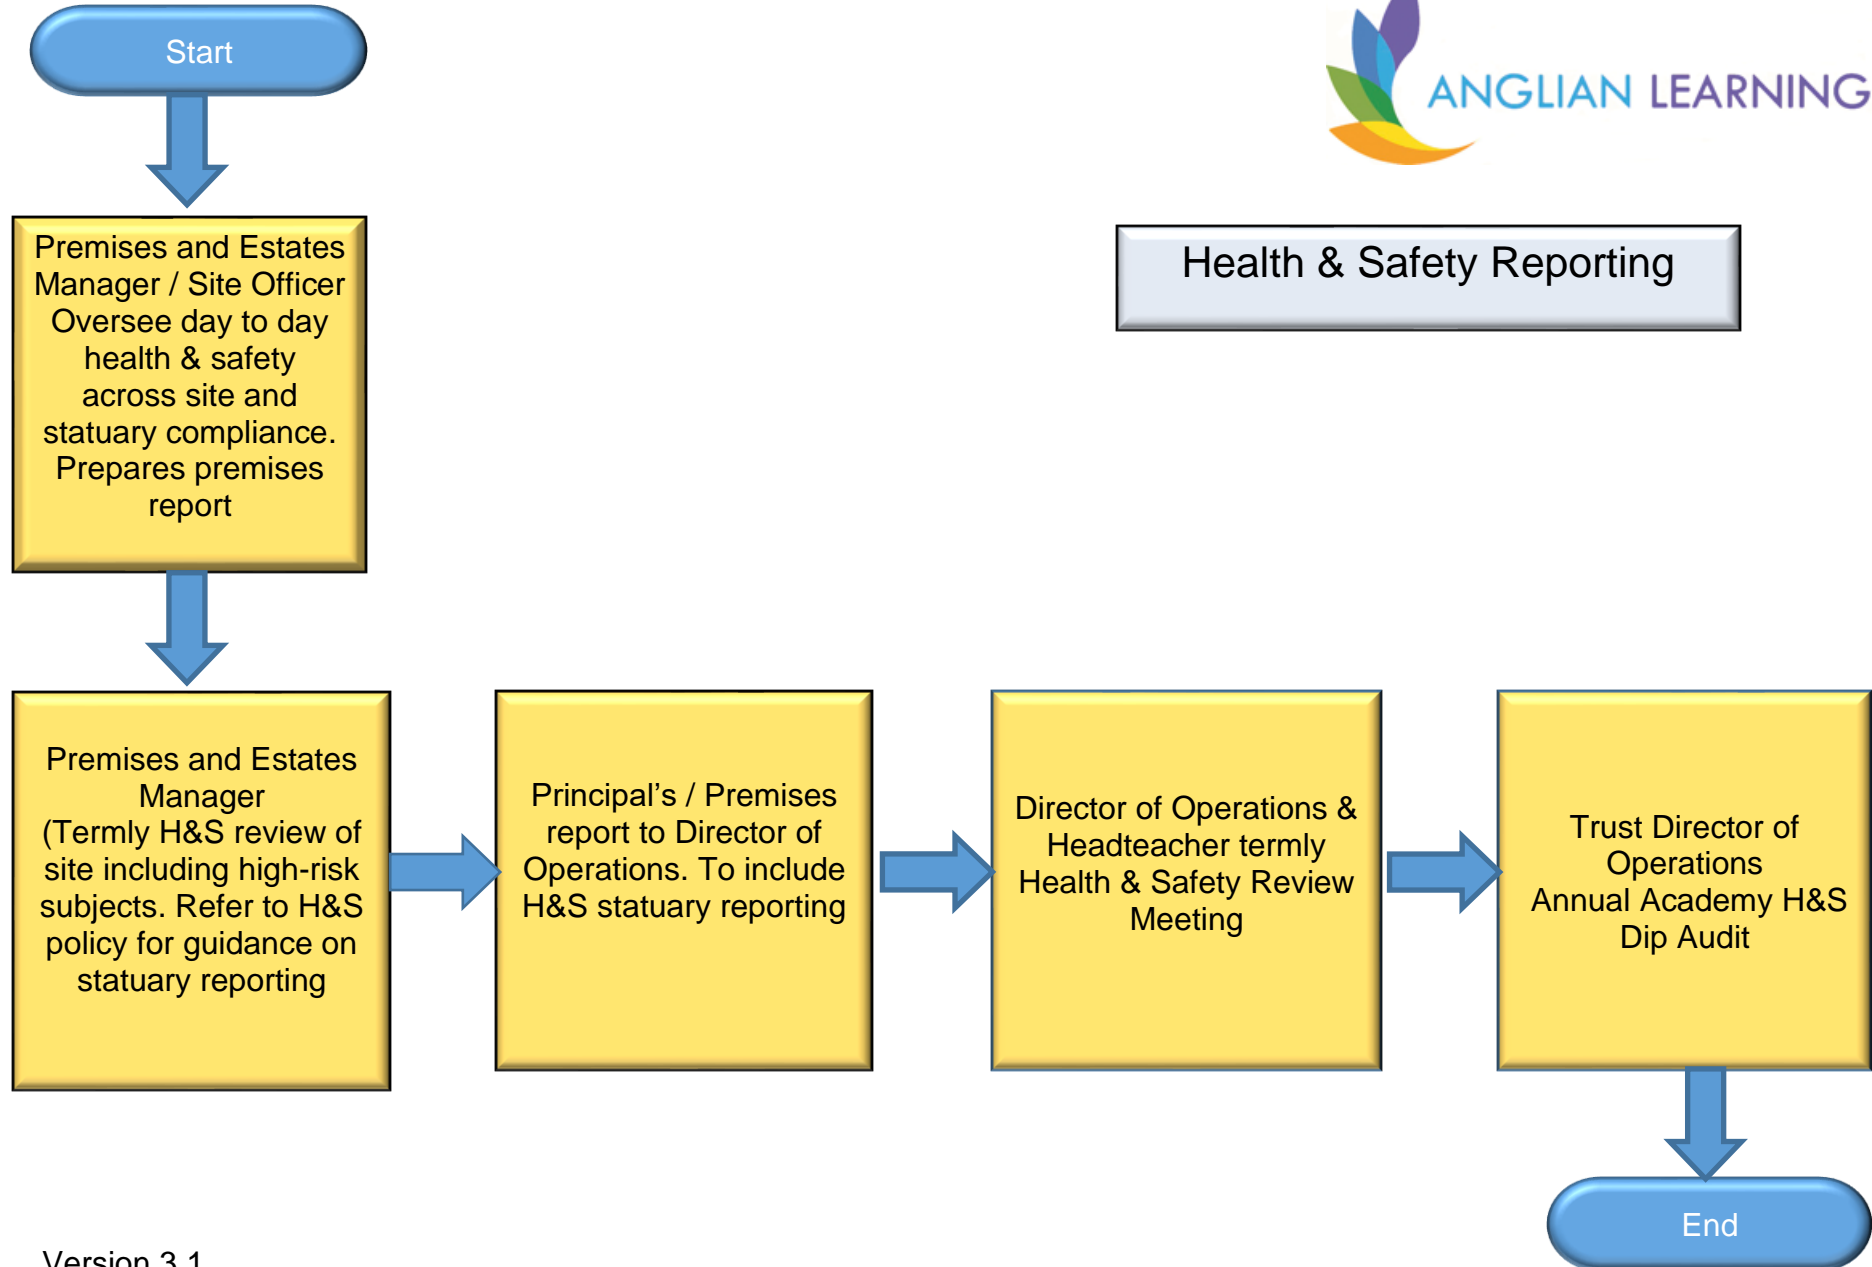 Start
ANGLIAN LEARNING
Health & Safety Reporting
Premises and Estates
Manager / Site Officer
Oversee day to day
health & safety
across site and
statuary compliance.
Prepares premises
report
Premises and Estates
Manager
(Termly H&S review of
site including high-risk
subjects. Refer to H&S
policy for guidance on
statuary reporting
Principal’s / Premises
report to Director of
Operations. To include
H&S statuary reporting
Director of Operations &
Headteacher termly
Health & Safety Review
Meeting
Trust Director of
Operations
Annual Academy H&S
Dip Audit
End
Version 3.1